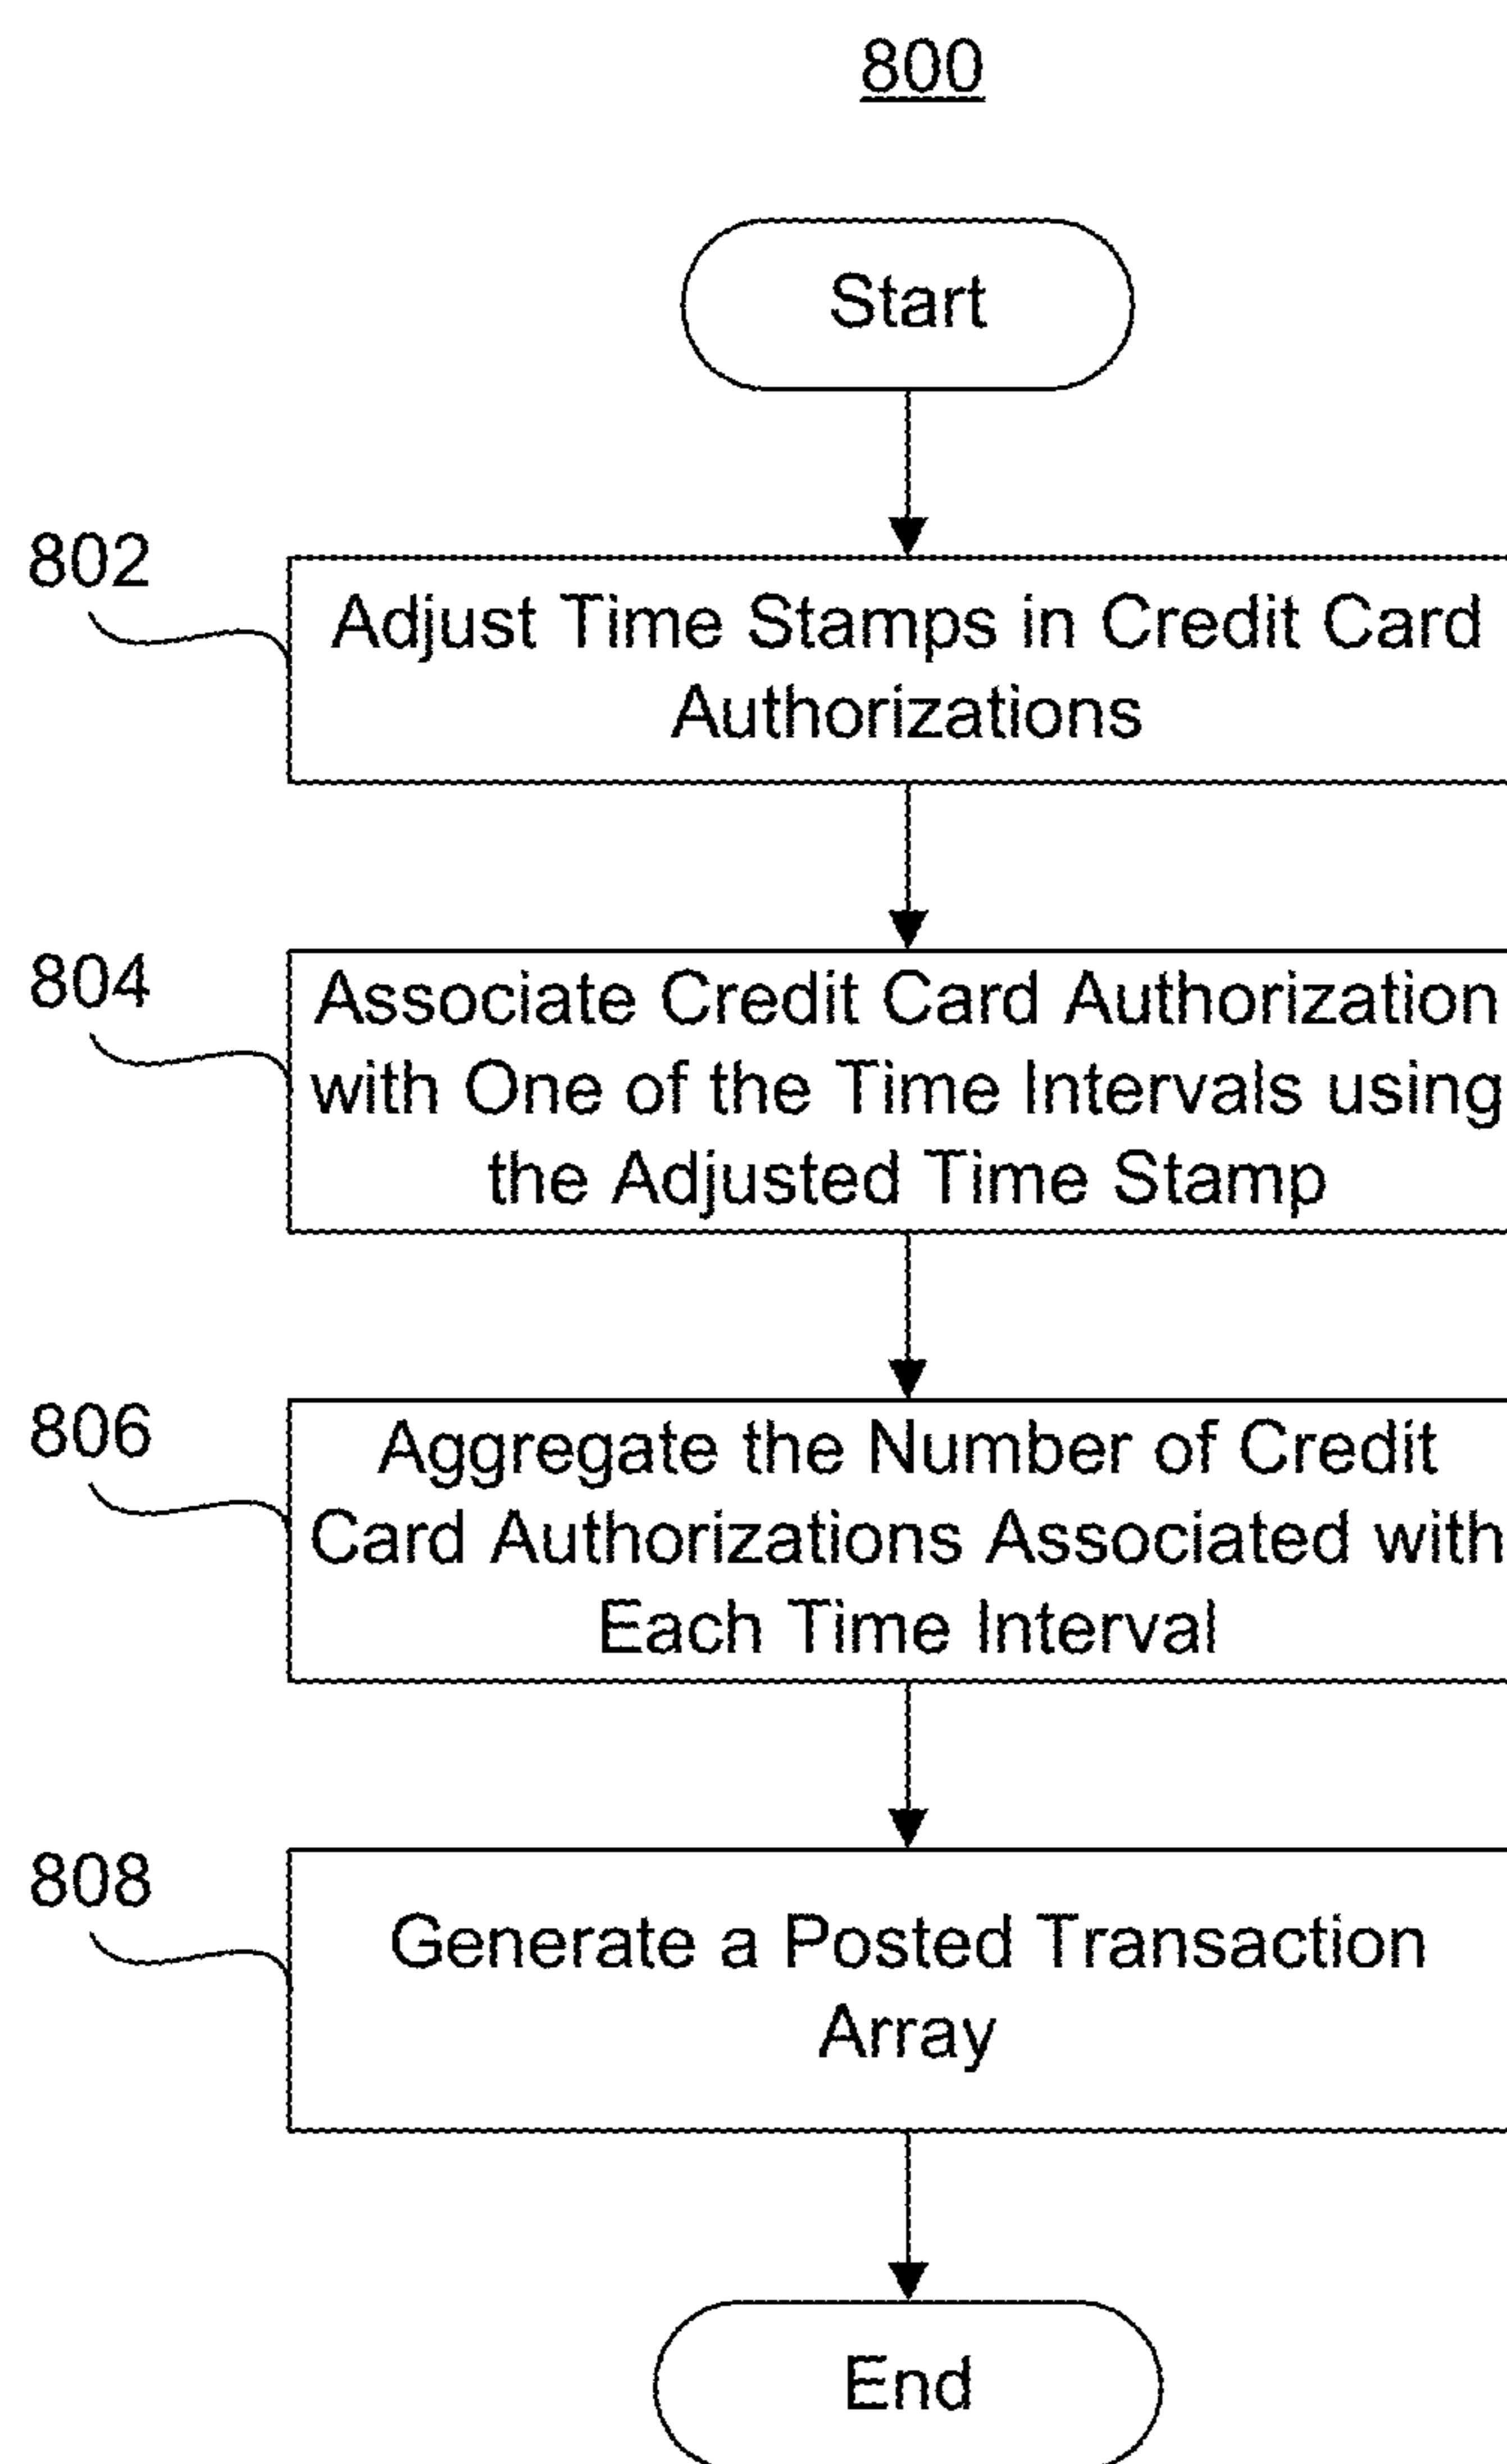 800
Start
802
Adjust Time Stamps in Credit Card
Authorizations
804
Associate Credit Card Authorization
with One of the Time Intervals using
the Adjusted Time Stamp
806
Aggregate the Number of Credit
Card Authorizations Associated with
Each Time Interval
808
Generate a Posted Transaction
Array
End